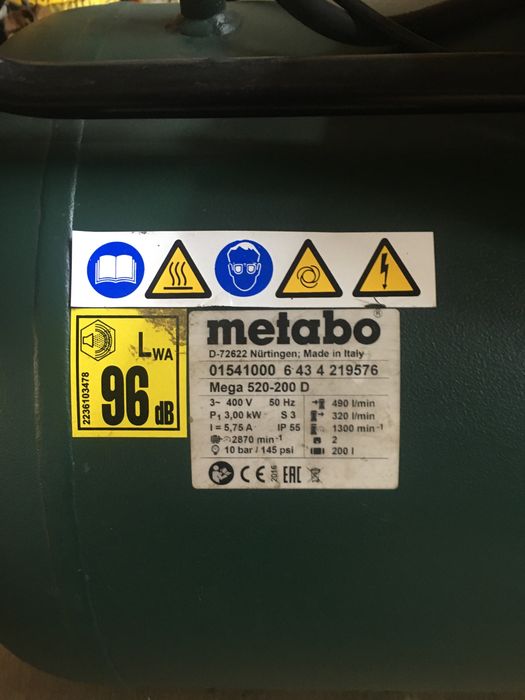 LWA
96 dB
2236103478
metabo®
D-72622 Nürtingen; Made in Italy
01541000 6 43 4 219576
Mega 520-200 D
3~ 400 V 50 Hz 490 l/min
P1 3,00 kW S 3 320 l/min
I = 5,75 A IP 55 1300 min-1
2870 min-1 2
10 bar / 145 psi 200 l
CE 2016 EAC